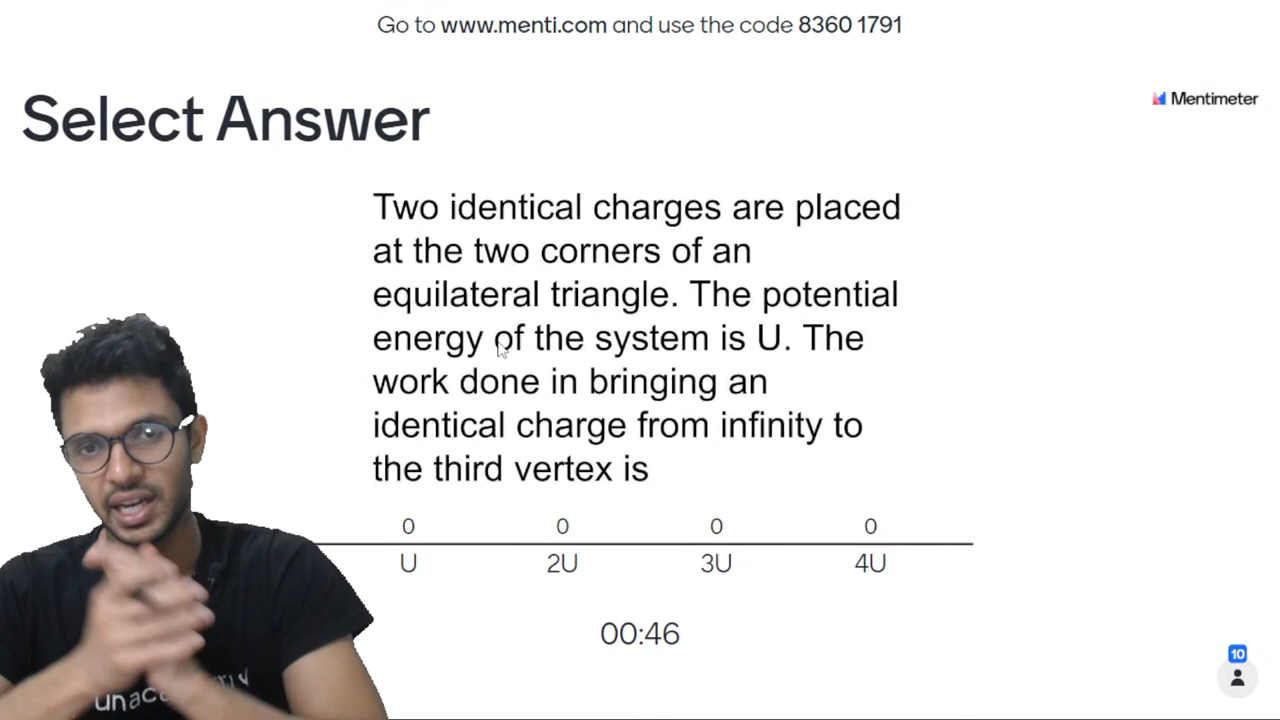 Go to www.menti.com and use the code 8360 1791
Select Answer
Mentimeter
Two identical charges are placed
at the two corners of an
equilateral triangle. The potential
energy of the system is U. The
work done in bringing an
identical charge from infinity to
the third vertex is
0 0 0 0
U 2U 3U 4U
00:46
10